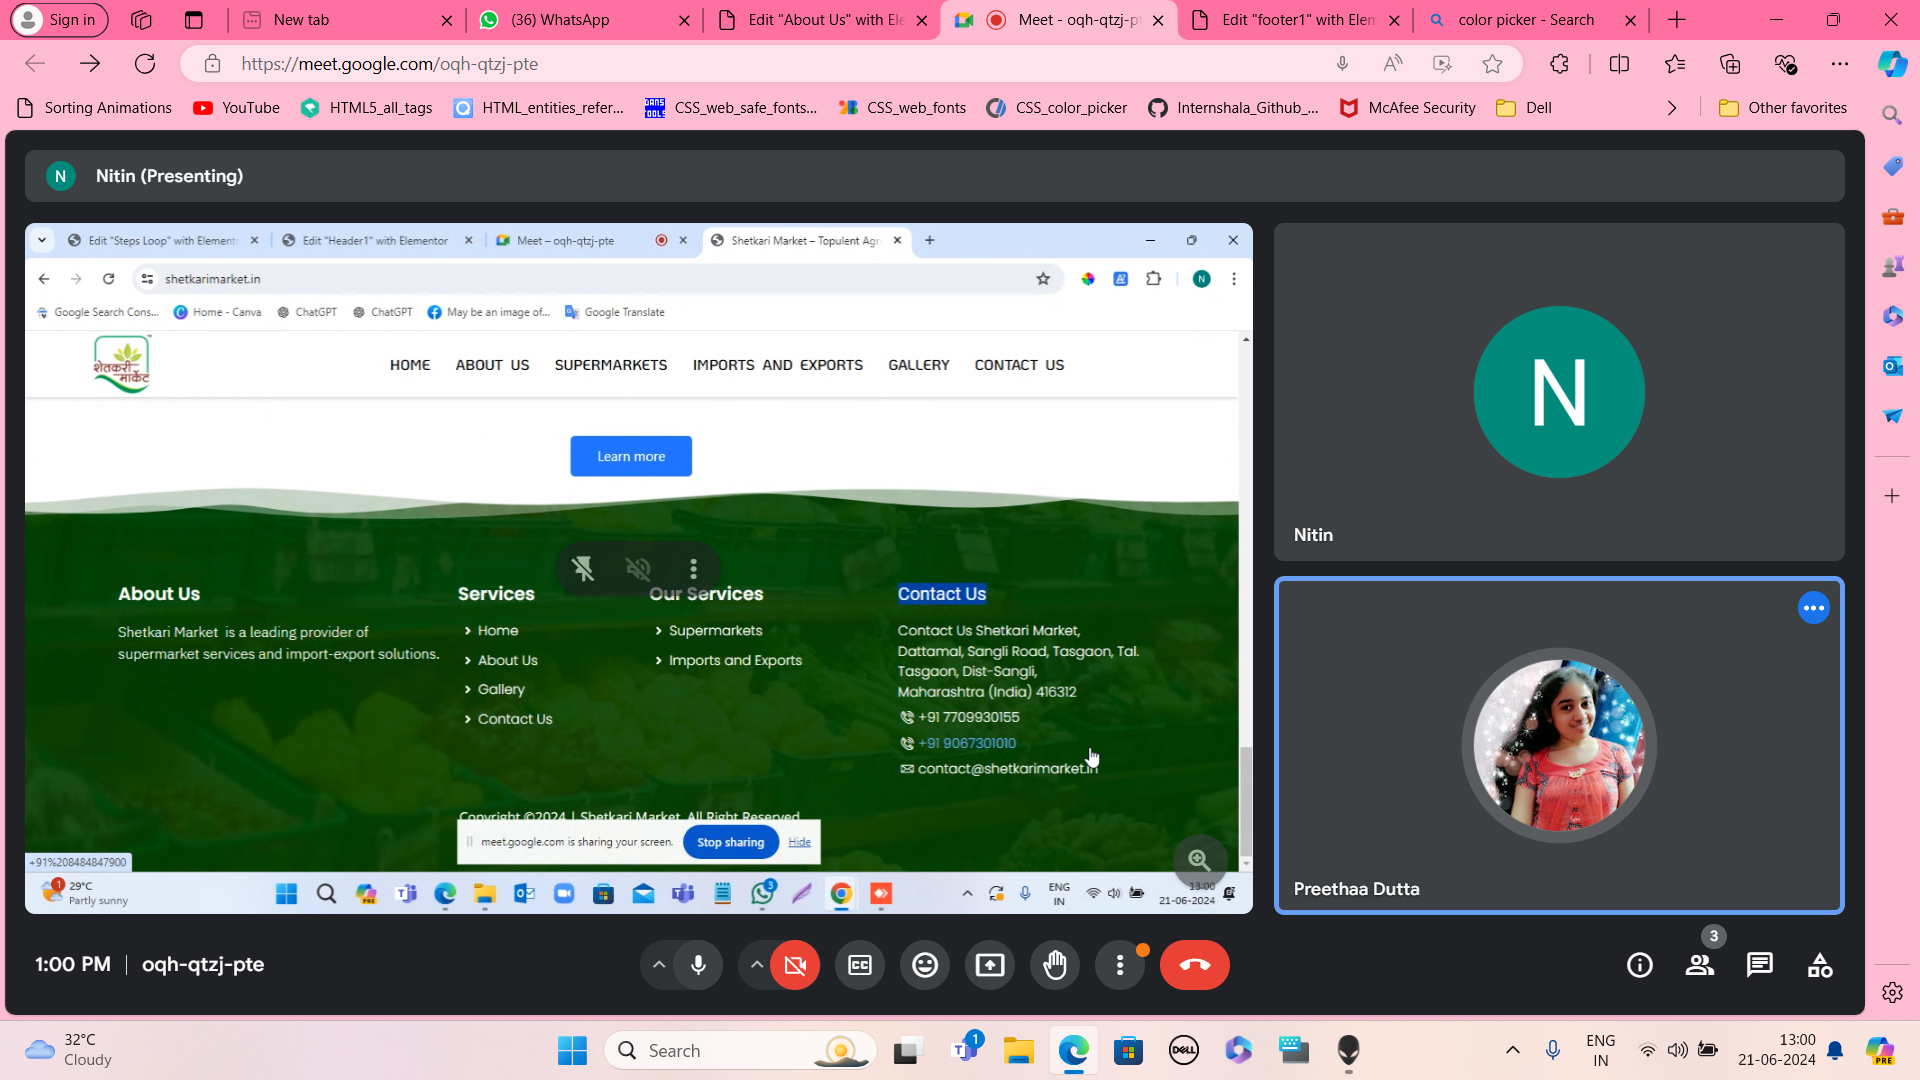 Sign in
New tab
(36) WhatsApp
Edit "About Us" with Ele
Meet - oqh-qtzj-pt
Edit "footer1" with Elem
color picker - Search
https://meet.google.com/oqh-qtzj-pte
Sorting Animations
YouTube
HTML5_all_tags
HTML_entities_refer...
CSS_web_safe_fonts...
CSS_web_fonts
CSS_color_picker
Internshala_Github_...
McAfee Security
Dell
Other favorites
N
Nitin (Presenting)
Edit "Steps Loop" with Element
Edit "Header1" with Elementor
Meet – oqh-qtzj-pte
Shetkari Market – Topulent Agr
shetkarimarket.in
N
Google Search Cons...
Home - Canva
ChatGPT
ChatGPT
May be an image of...
Google Translate
शेतकरी
मार्केट
HOME
ABOUT US
SUPERMARKETS
IMPORTS AND EXPORTS
GALLERY
CONTACT US
Learn more
About Us
Shetkari Market is a leading provider of
supermarket services and import-export solutions.
Services
Home
About Us
Gallery
Contact Us
Our Services
Supermarkets
Imports and Exports
Contact Us
Contact Us Shetkari Market,
Dattamal, Sangli Road, Tasgaon, Tal.
Tasgaon, Dist-Sangli,
Maharashtra (India) 416312
+91 7709930155
+91 9067301010
contact@shetkarimarket.in
Copyright ©2024 | Shetkari Market. All Right Reserved
meet.google.com is sharing your screen.
Stop sharing
Hide
+91%208484847900
1
29°C
Partly sunny
PRE
3
ENG
IN
13:00
21-06-2024
N
Nitin
Preethaa Dutta
1:00 PM
oqh-qtzj-pte
CC
3
32°C
Cloudy
Search
1
DELL
ENG
IN
13:00
21-06-2024
PRE